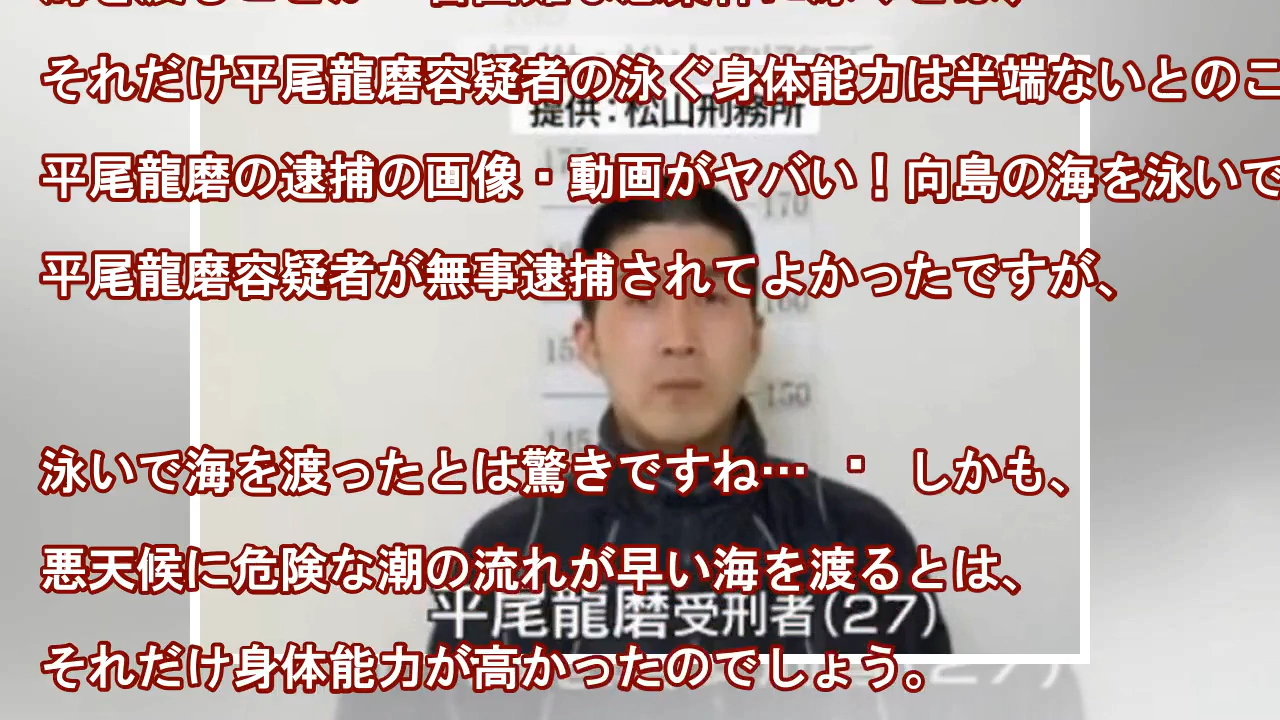 それだけ平尾龍磨容疑者の泳ぐ身体能力は半端ないとのこ
提供：松山刑務所
平尾龍磨の逮捕の画像・動画がヤバい！向島の海を泳いで
170
平尾龍磨容疑者が無事逮捕されてよかったですが、
160
150
145
泳いで海を渡ったとは驚きですね… ・ しかも、
悪天候に危険な潮の流れが早い海を渡るとは、
平尾龍磨受刑者(27)
それだけ身体能力が高かったのでしょう。